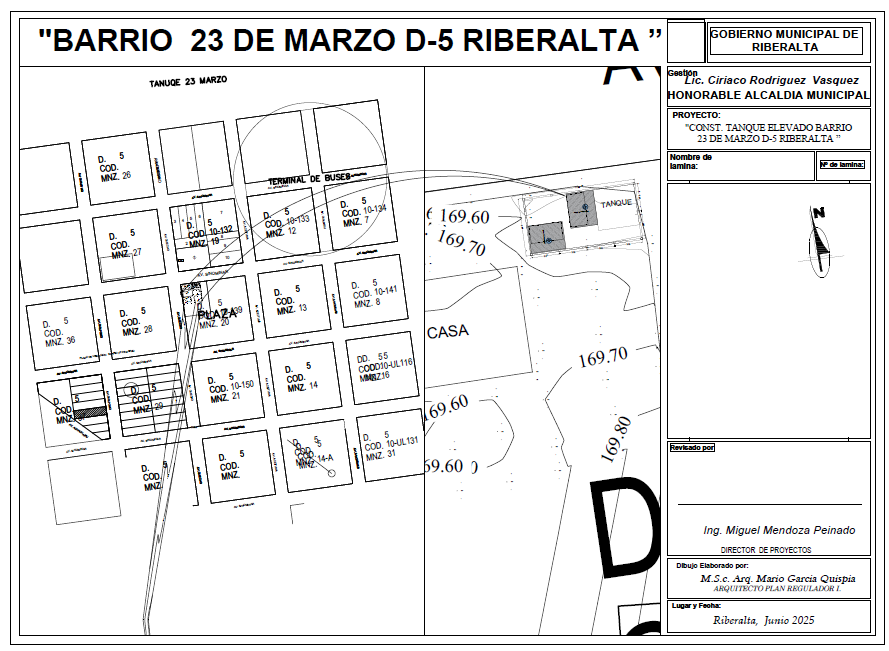 "BARRIO 23 DE MARZO D-5 RIBERALTA ”
TANUQE 23 MARZO
TERMINAL DE BUSES
D. 5
COD.
MNZ. 26
D. 5
COD.
MNZ. 27
D. 5
COD. 10-132
MNZ. 19
D. 5
COD. 10-133
MNZ. 12
D. 5
COD. 10-134
MNZ. 7
D. 5
COD.
MNZ. 36
D. 5
COD.
MNZ. 28
PLAZA
MNZ. 20
D. 5
COD.
MNZ. 13
D. 5
COD. 10-141
MNZ. 8
D. 5
COD.
D. 5
COD.
MNZ. 29
D. 5
COD. 10-150
MNZ. 21
D. 5
COD.
MNZ. 14
D. 5
COD.
MNZ.
D. 5
COD.
MNZ.
D. 5
COD.
MNZ. 14-A
D. 5
COD. 10-UL131
MNZ. 31
169.60
169.70
TANQUE
CASA
169.70
169.60
169.80
69.60
GOBIERNO MUNICIPAL DE
RIBERALTA
Gestión
Lic. Ciriaco Rodriguez Vasquez
HONORABLE ALCALDIA MUNICIPAL
PROYECTO:
"CONST. TANQUE ELEVADO BARRIO
23 DE MARZO D-5 RIBERALTA ”
Nombre de
lamina:
Nº de lamina:
N
Revisado por
Ing. Miguel Mendoza Peinado
DIRECTOR DE PROYECTOS
Dibujo Elaborado por:
M.S.c. Arq. Mario Garcia Quispia
ARQUITECTO PLAN REGULADOR I.
Lugar y Fecha:
Riberalta, Junio 2025